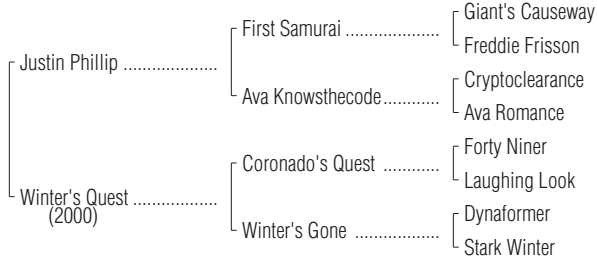 Giant's Causeway
First Samurai ....................
Freddie Frisson
Justin Phillip ....................
Cryptoclearance
Ava Knowsthecode............
Ava Romance
Forty Niner
Coronado's Quest ............
Laughing Look
Winter's Quest ..................
(2000)
Dynaformer
Winter's Gone ..................
Stark Winter